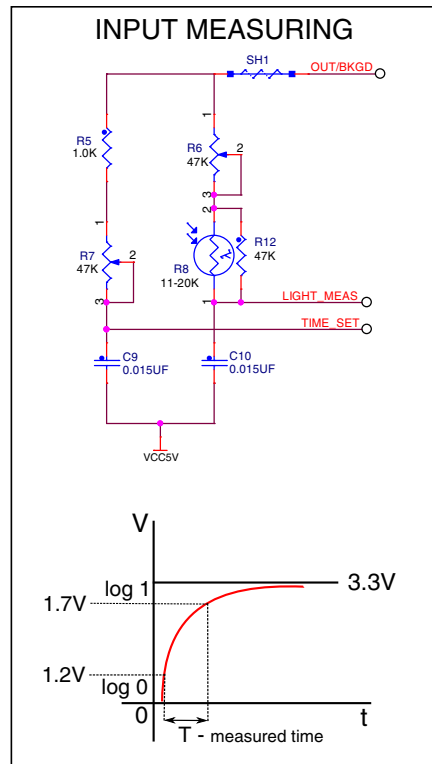 INPUT MEASURING
SH1
OUT/BKGD
R5
1.0K
1
R6
47K
2
3
2
1
R7
47K
2
3
R8
11-20K
R12
47K
1
LIGHT_MEAS
TIME_SET
C9
0.015UF
C10
0.015UF
VCC5V
V
log 1
3.3V
1.7V
1.2V
log 0
0
t
T - measured time